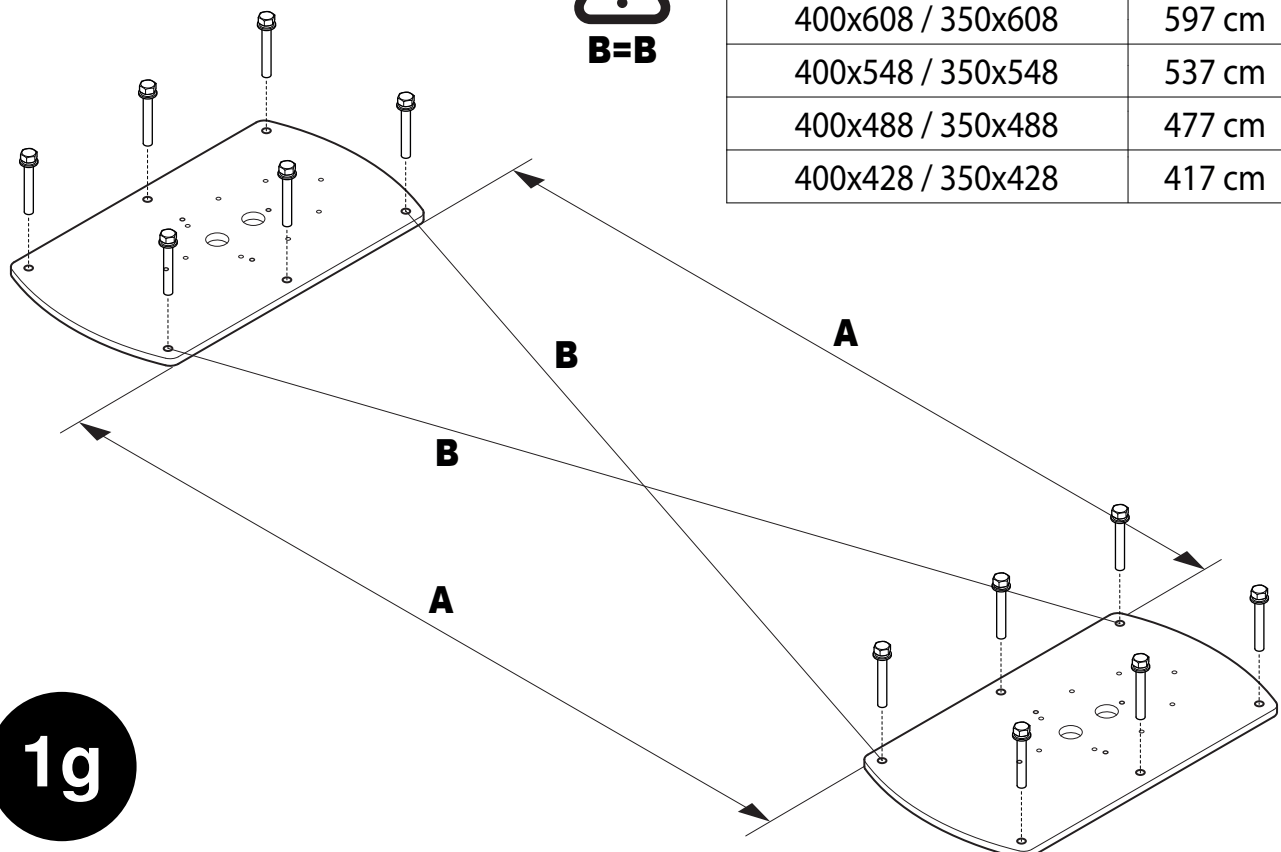 B=B
400x608 / 350x608 597 cm
400x548 / 350x548 537 cm
400x488 / 350x488 477 cm
400x428 / 350x428 417 cm
A
B
B
A
1g